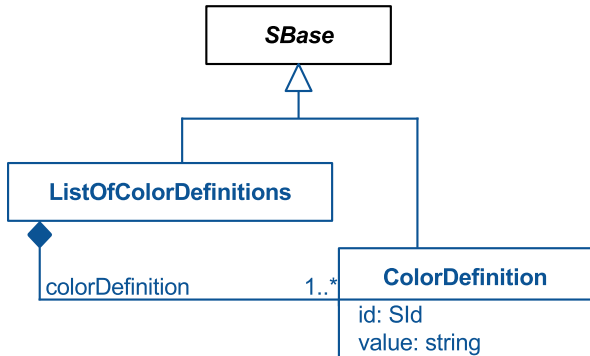 SBase
ListOfColorDefinitions
ColorDefinition
colorDefinition 1..*
id: SId
value: string